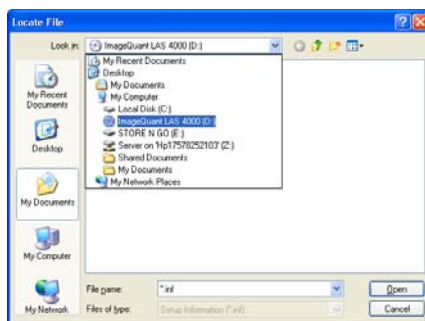 Locate File
Look in: ImageQuant LAS 4000 (D:)
My Recent Documents
Desktop
My Documents
My Computer
Local Disk (C:)
ImageQuant LAS 4000 (D:)
STORE N GO (E:)
Server on 'Hp17578252103' (Z:)
Shared Documents
My Documents
My Network Places
My Recent
Documents
Desktop
My Documents
My Computer
My Network
File name: *.inf
Open
Files of type: Setup Information (*.inf)
Cancel